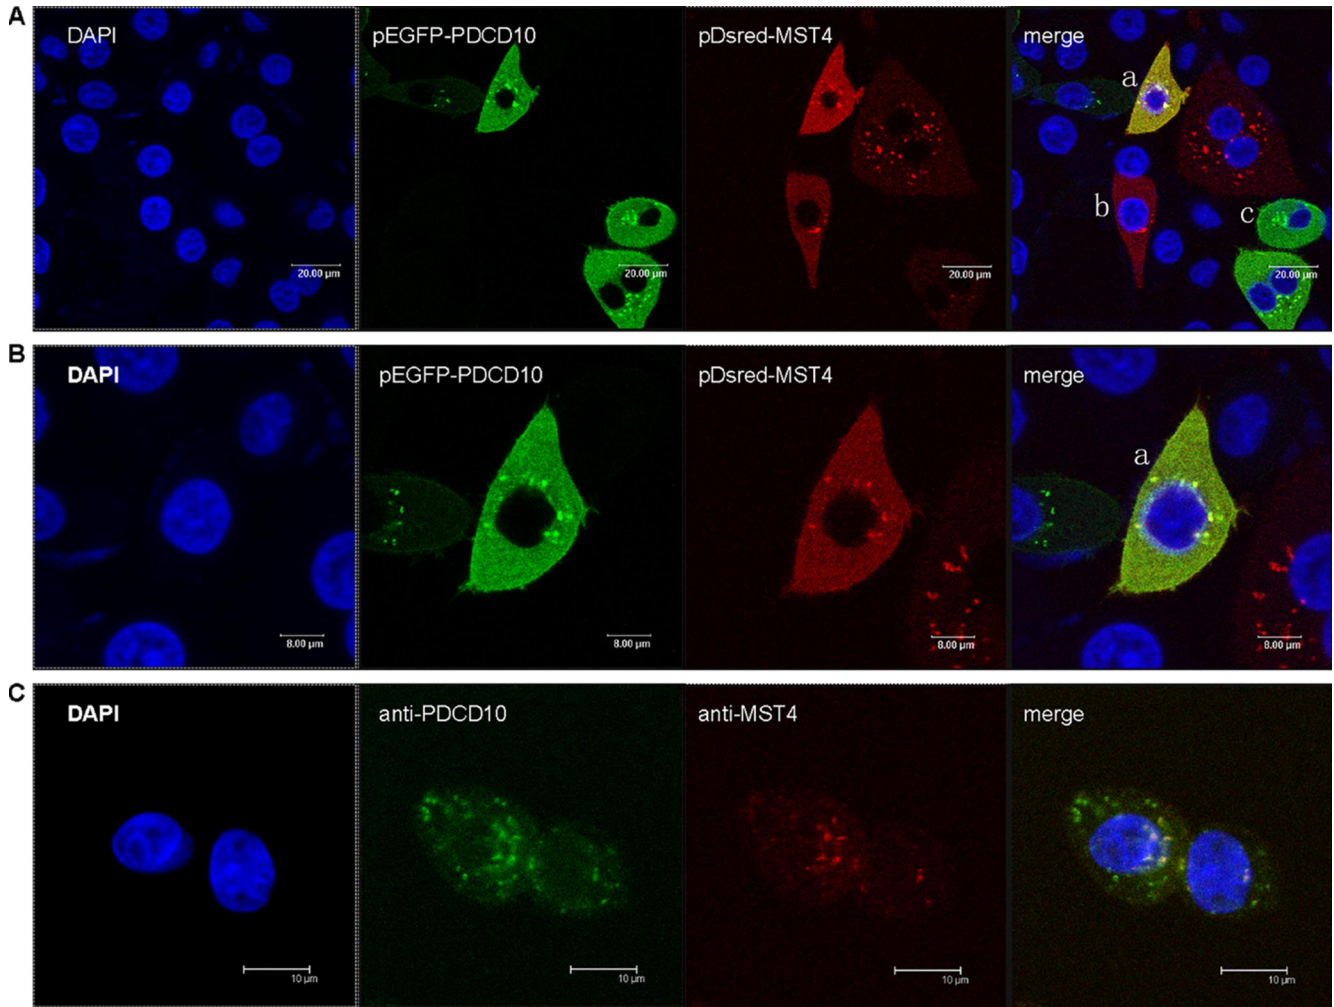 A
DAPI
pEGFP-PDCD10
pDsred-MST4
merge
a
b
c
20.00 µm
20.00 µm
20.00 µm
20.00 µm
B
DAPI
pEGFP-PDCD10
pDsred-MST4
merge
a
8.00 µm
8.00 µm
8.00 µm
8.00 µm
C
DAPI
anti-PDCD10
anti-MST4
merge
10 µm
10 µm
10 µm
10 µm